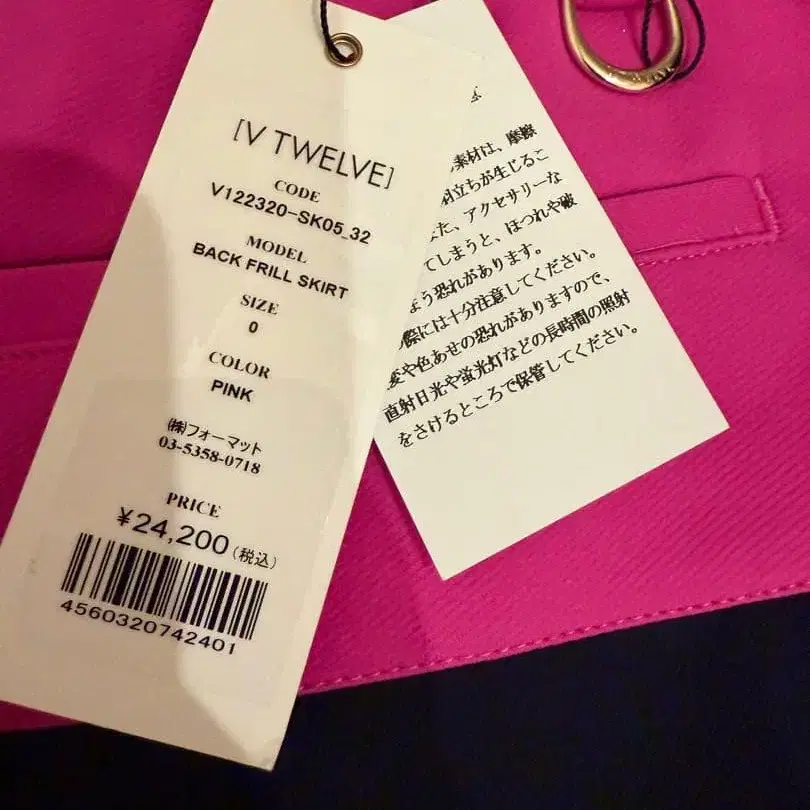 [V TWELVE]
CODE
V122320-SK05_32
MODEL
BACK FRILL SKIRT
SIZE
0
COLOR
PINK
(株)フォーマット
03-5358-0718
PRICE
¥24,200(税込)
4560320742401
素材は、摩擦
羽立ちが生じるこ
た、アクセサリーな
てしまうと、ほつれや破
まう恐れがあります。
際には十分注意してください。
変や色あせの恐れがありますので、
直射日光や蛍光灯などの長時間の照射
をさけるところで保管してください。